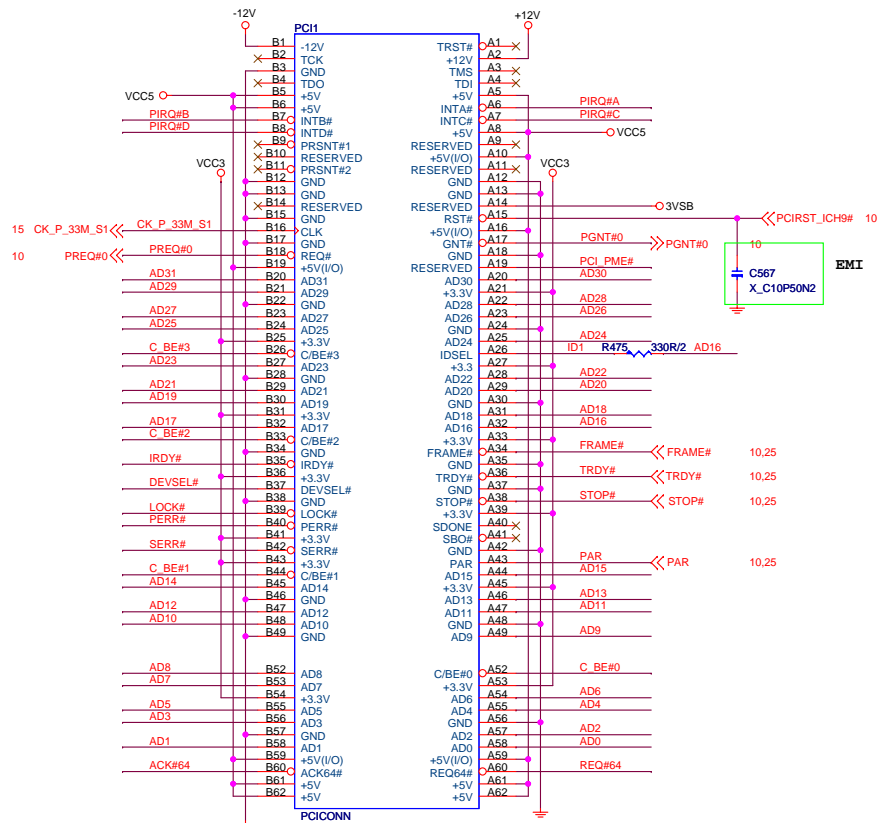 -12V
+12V
PCI1
B1 -12V TRST# A1
B2 TCK +12V A2
B3 GND TMS A3
B4 TDO TDI A4
VCC5 B5 +5V +5V A5
B6 +5V INTA# A6 PIRQ#A
PIRQ#B B7 INTB# INTC# A7 PIRQ#C
PIRQ#D B8 INTD# +5V A8 VCC5
B9 PRSNT#1 RESERVED A9
B10 RESERVED +5V(I/O) A10
VCC3 B11 PRSNT#2 RESERVED A11 VCC3
B12 GND GND A12
B13 GND GND A13
B14 RESERVED RESERVED A14 3VSB
B15 GND RST# A15 PCIRST_ICH9# 10
15 CK_P_33M_S1 CK_P_33M_S1 B16 CLK +5V(I/O) A16
B17 GND GNT# A17 PGNT#0 PGNT#0 10
10 PREQ#0 PREQ#0 B18 REQ# GND A18
B19 +5V(I/O) RESERVED A19 PCI_PME#
AD31 B20 AD31 AD30 A20 AD30
AD29 B21 AD29 +3.3V A21
B22 GND AD28 A22 AD28
AD27 B23 AD27 AD26 A23 AD26
AD25 B24 AD25 GND A24
B25 +3.3V AD24 A25 AD24
C_BE#3 B26 C/BE#3 IDSEL A26 ID1 R475 330R/2 AD16
AD23 B27 AD23 +3.3 A27
B28 GND AD22 A28 AD22
AD21 B29 AD21 AD20 A29 AD20
AD19 B30 AD19 GND A30
B31 +3.3V AD18 A31 AD18
AD17 B32 AD17 AD16 A32 AD16
C_BE#2 B33 C/BE#2 +3.3V A33
B34 GND FRAME# A34 FRAME# FRAME# 10,25
IRDY# B35 IRDY# GND A35
B36 +3.3V TRDY# A36 TRDY# TRDY# 10,25
DEVSEL# B37 DEVSEL# GND A37
B38 GND STOP# A38 STOP# STOP# 10,25
LOCK# B39 LOCK# +3.3V A39
PERR# B40 PERR# SDONE A40
B41 +3.3V SBO# A41
SERR# B42 SERR# GND A42
B43 +3.3V PAR A43 PAR PAR 10,25
C_BE#1 B44 C/BE#1 AD15 A44 AD15
AD14 B45 AD14 +3.3V A45
B46 GND AD13 A46 AD13
AD12 B47 AD12 AD11 A47 AD11
AD10 B48 AD10 GND A48
B49 GND AD9 A49 AD9
AD8 B52 AD8 C/BE#0 A52 C_BE#0
AD7 B53 AD7 +3.3V A53
B54 +3.3V AD6 A54 AD6
AD5 B55 AD5 AD4 A55 AD4
AD3 B56 AD3 GND A56
B57 GND AD2 A57 AD2
AD1 B58 AD1 AD0 A58 AD0
B59 +5V(I/O) +5V(I/O) A59
ACK#64 B60 ACK64# REQ64# A60 REQ#64
B61 +5V +5V A61
B62 +5V +5V A62
PCICONN
C567
X_C10P50N2
EMI